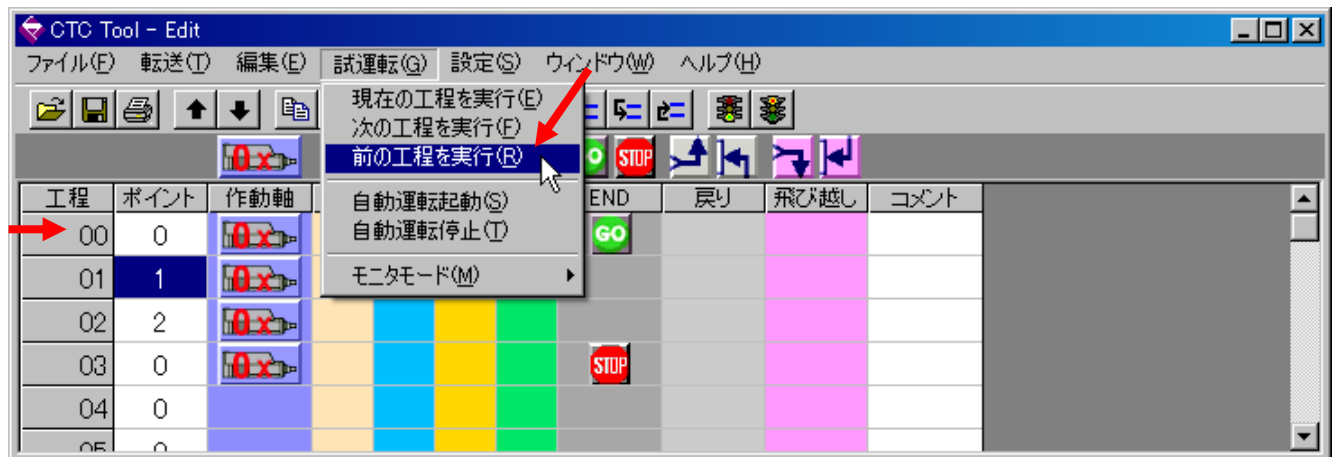 CTC Tool - Edit
ファイル(F) 転送(T) 編集(E) 試運転(G) 設定(S) ウィンドウ(W) ヘルプ(H)
現在の工程を実行(E)
次の工程を実行(F)
前の工程を実行(R)
自動運転起動(S)
自動運転停止(T)
モニタモード(M)
STOP
工程 ポイント 作動軸 END 戻り 飛び越し コメント
00 0 0 x GO
01 1 0 x
02 2 0 x
03 0 0 x STOP
04 0